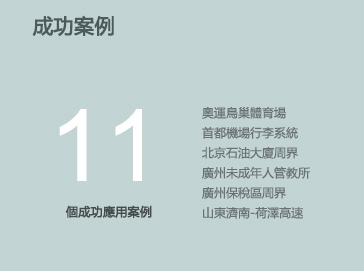 成功案例
11
個成功應用案例
奧運鳥巢體育場
首都機場行李系統
北京石油大廈周界
廣州未成年人管教所
廣州保稅區周界
山東濟南-荷澤高速